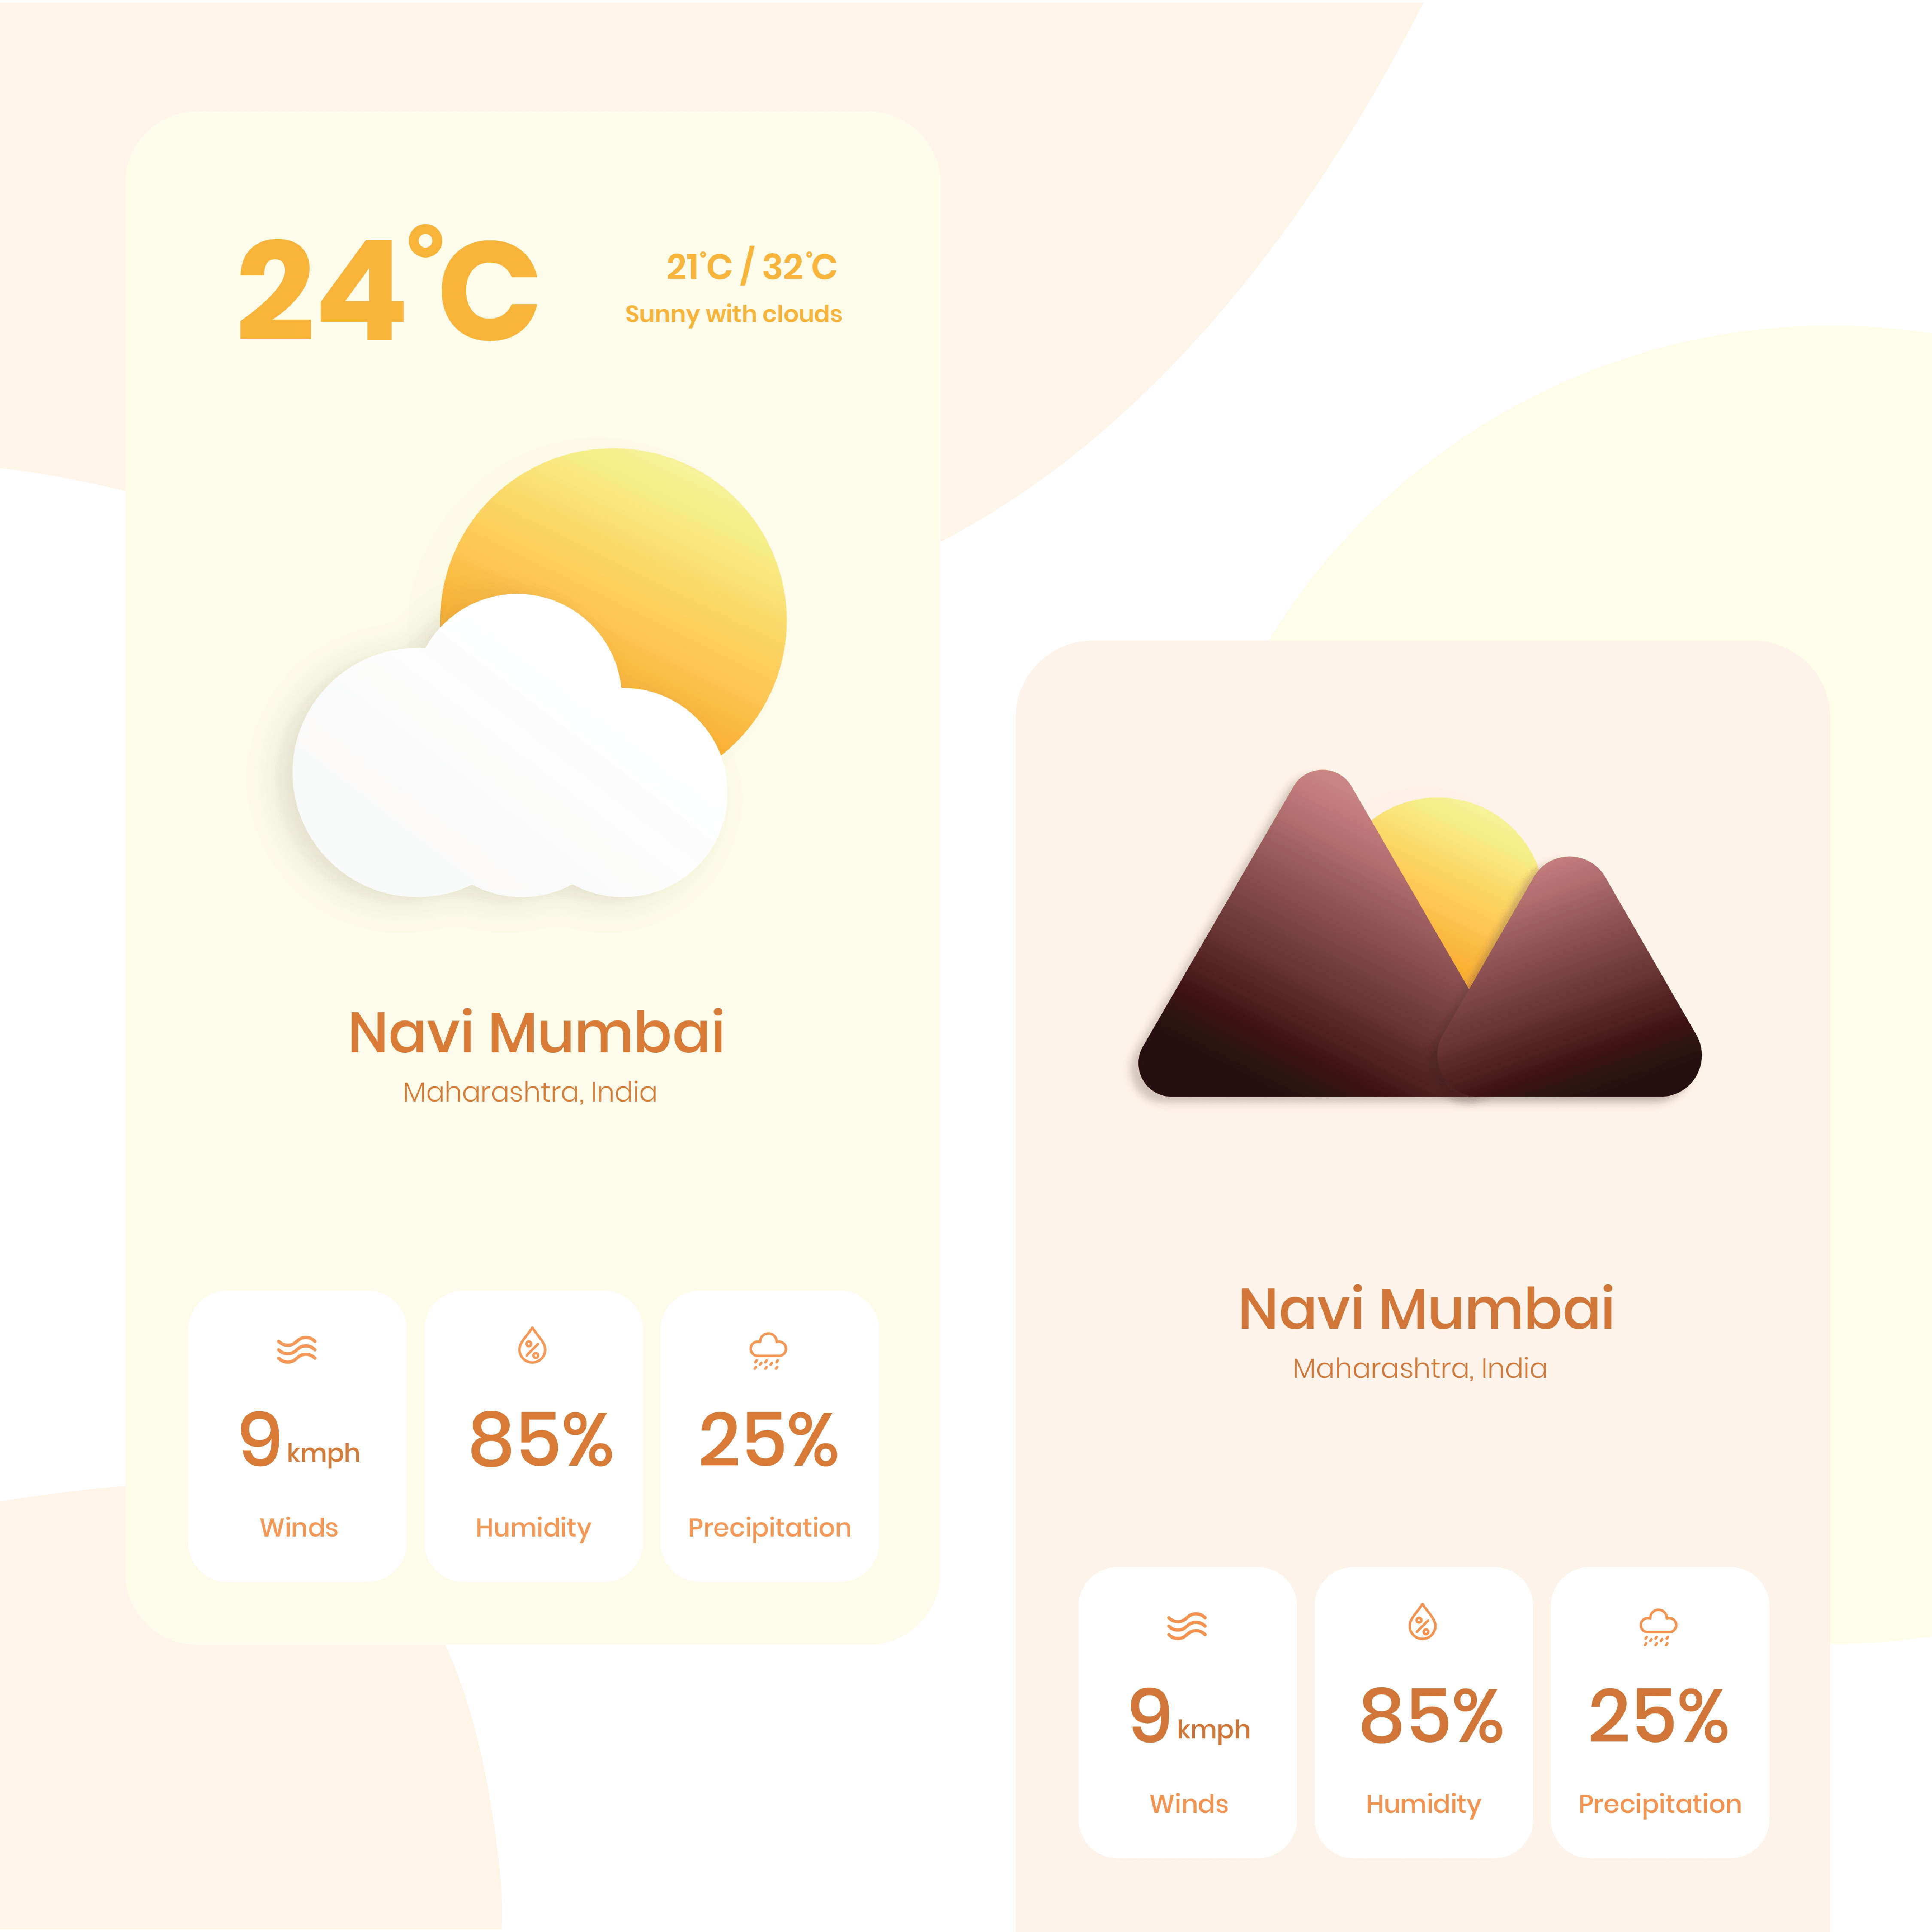 24°C
21°C / 32°C
Sunny with clouds
Navi Mumbai
Maharashtra, India
9 kmph
85%
25%
Winds
Humidity
Precipitation
Navi Mumbai
Maharashtra, India
9 kmph
85%
25%
Winds
Humidity
Precipitation